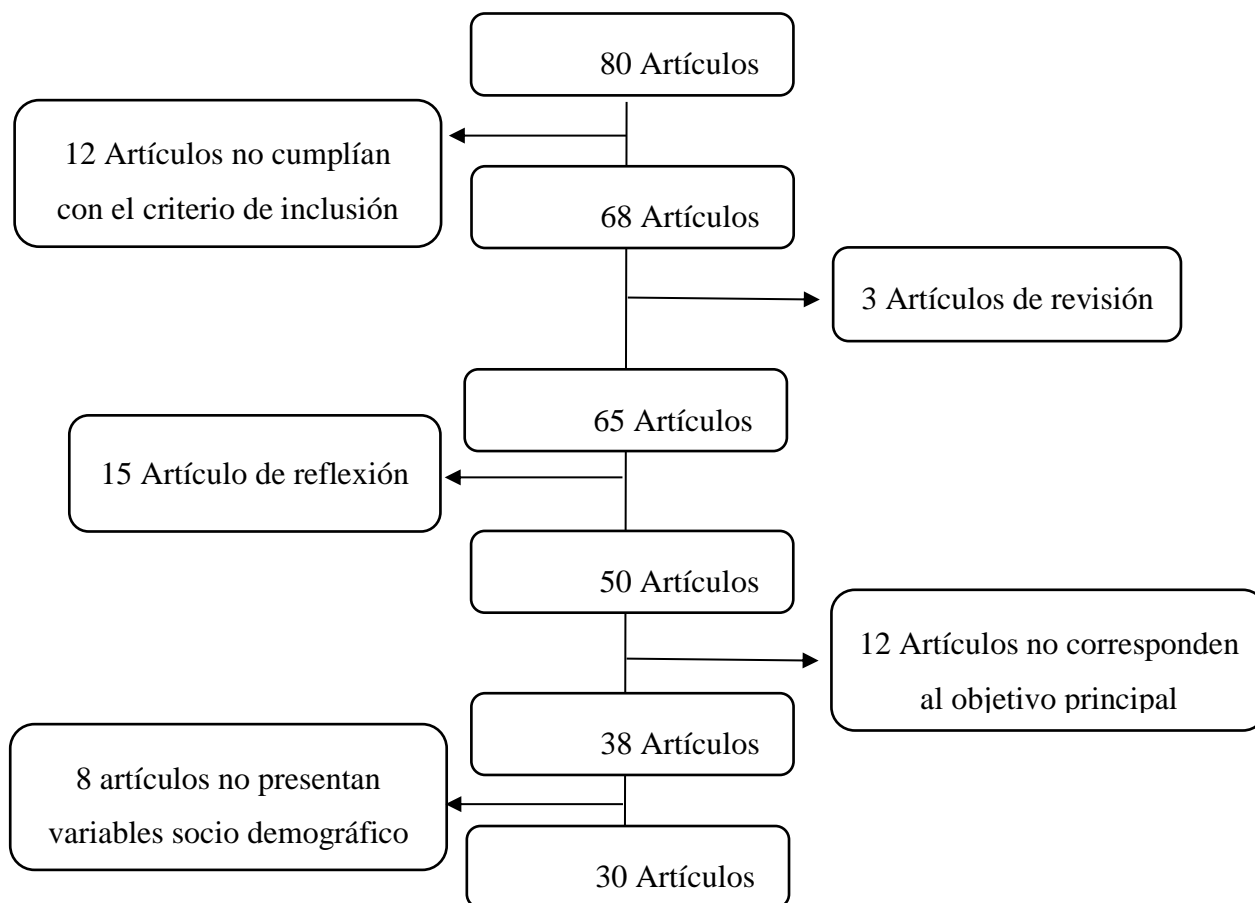 80 Artículos
12 Artículos no cumplían
con el criterio de inclusión
68 Artículos
3 Artículos de revisión
65 Artículos
15 Artículo de reflexión
50 Artículos
12 Artículos no corresponden
al objetivo principal
38 Artículos
8 artículos no presentan
variables socio demográfico
30 Artículos